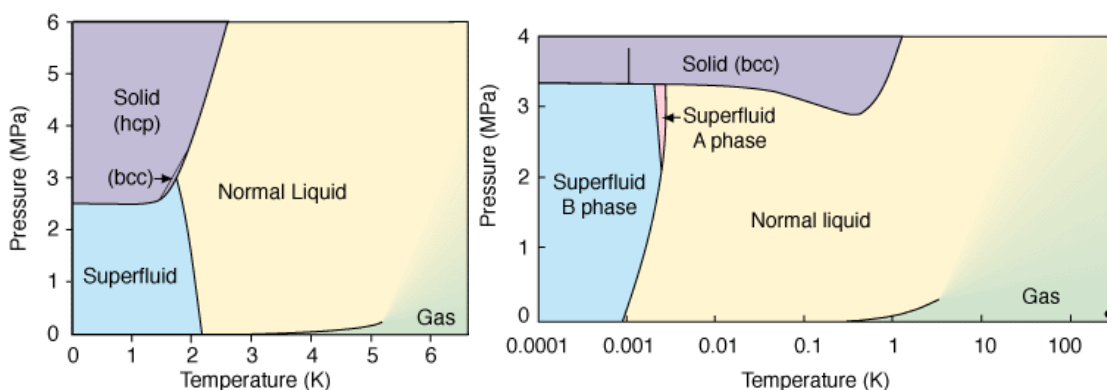 6
5
4
3
2
1
0
Pressure (MPa)
Solid
(hcp)
(bcc)
Normal Liquid
Superfluid
Gas
0
1
2
3
4
5
6
Temperature (K)
4
3
2
1
0
Pressure (MPa)
Solid (bcc)
Superfluid
A phase
Superfluid
B phase
Normal liquid
Gas
0.0001
0.001
0.01
0.1
1
10
100
Temperature (K)